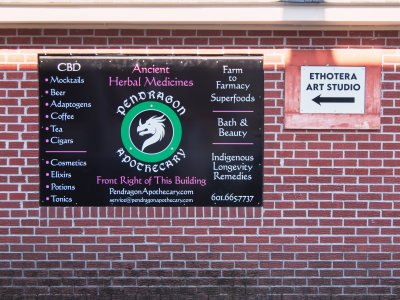 CBD
• Mocktails
• Beer
• Adaptogens
• Coffee
• Tea
• Cigars
• Cosmetics
• Elixirs
• Potions
• Tonics
Ancient
Herbal Medicines
PENDRAGON
APOTHECARY
Front Right of This Building
PendragonApothecary.com
service@pendragonapothecary.com
Farm
to
Farmacy
Superfoods
Bath &
Beauty
Indigenous
Longevity
Remedies
601.665.7737
ETHOTERA
ART STUDIO